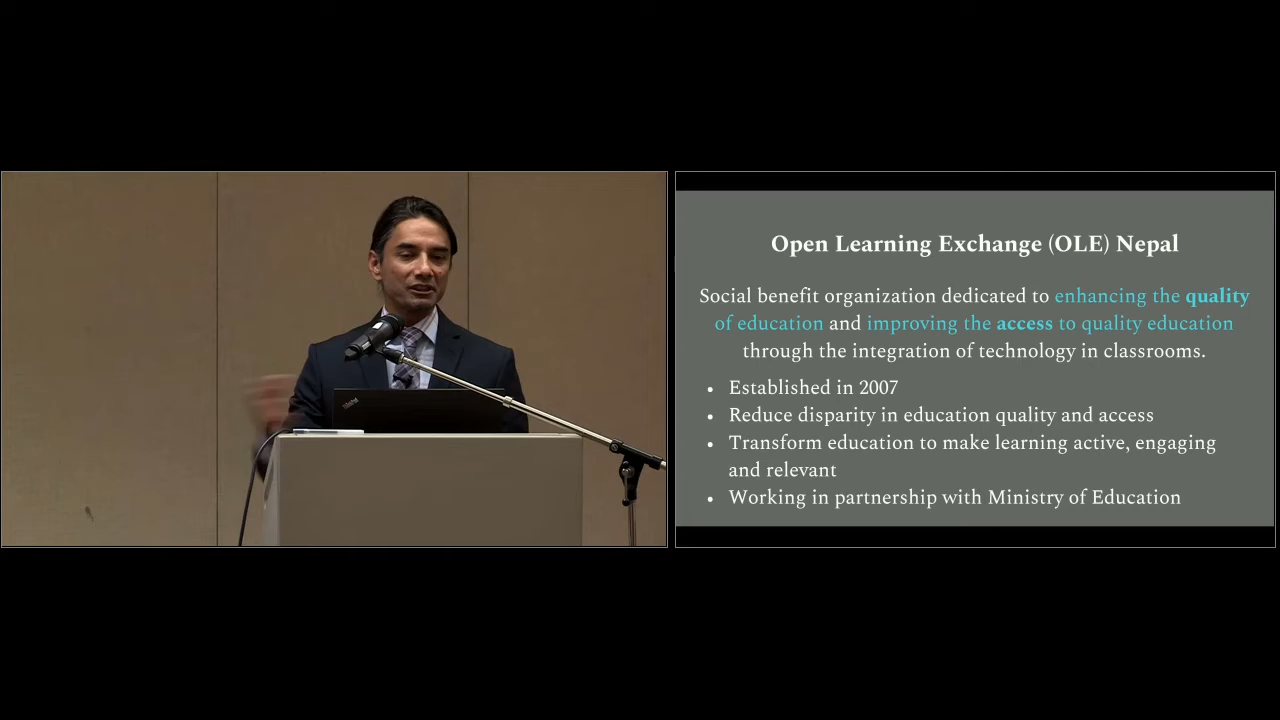 Open Learning Exchange (OLE) Nepal
Social benefit organization dedicated to enhancing the quality
of education and improving the access to quality education
through the integration of technology in classrooms.
• Established in 2007
• Reduce disparity in education quality and access
• Transform education to make learning active, engaging
and relevant
• Working in partnership with Ministry of Education